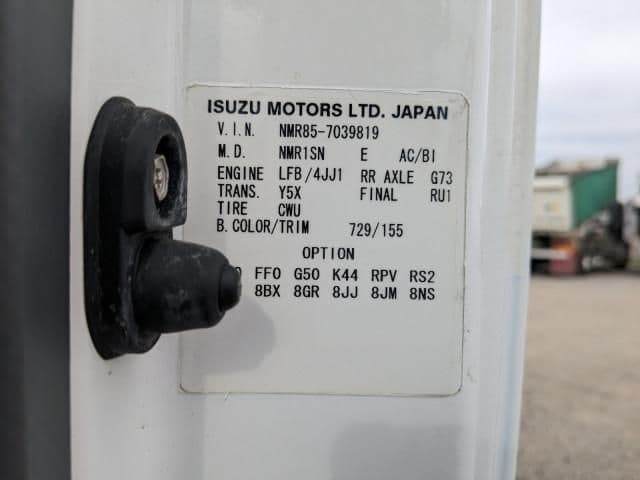 ISUZU MOTORS LTD. JAPAN
V.I.N. NMR85-7039819
M.D. NMR1SN E AC/BI
ENGINE LFB/4JJ1 RR AXLE G73
TRANS. Y5X FINAL RU1
TIRE CWU
B.COLOR/TRIM 729/155
OPTION
FF0 G50 K44 RPV RS2
8BX 8GR 8JJ 8JM 8NS